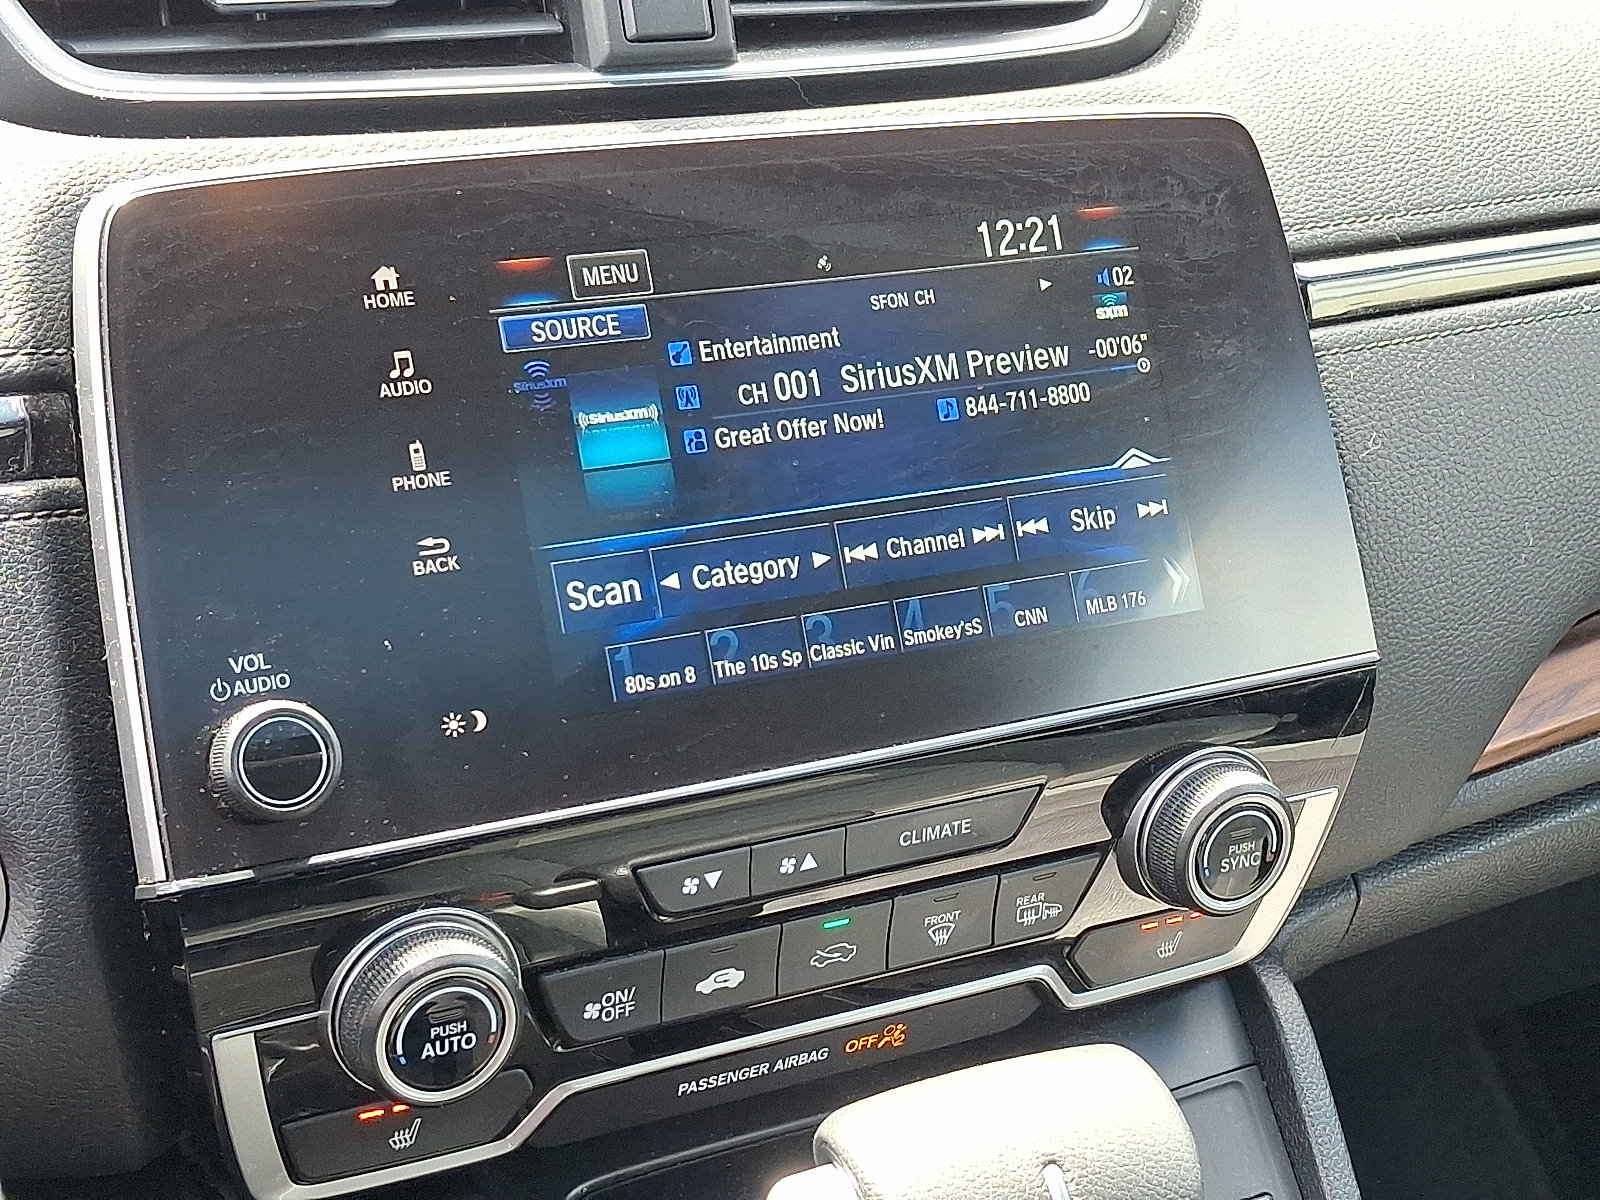 12:21
HOME
MENU
02
SFON CH
sxm
SOURCE
Entertainment
SiriusXM
CH 001 SiriusXM Preview -00'06"
AUDIO
((SiriusXM))
Great Offer Now!
844-711-8800
PHONE
BACK
Scan
Category
Channel
Skip
1 80s on 8
2 The 10s Sp
3 Classic Vin
4 Smokey'sS
5 CNN
6 MLB 176
VOL
AUDIO
CLIMATE
PUSH
SYNC
FRONT
REAR
ON/
OFF
PUSH
AUTO
PASSENGER AIRBAG OFF